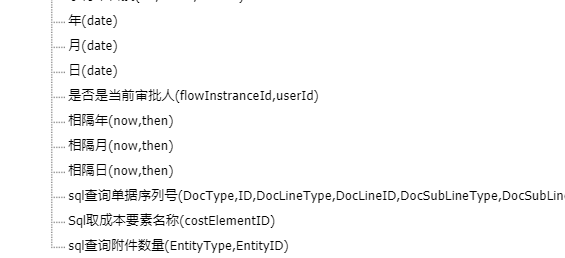 年(date)
月(date)
日(date)
是否是当前审批人(flowInstranceId,userId)
相隔年(now,then)
相隔月(now,then)
相隔日(now,then)
sql查询单据序列号(DocType,ID,DocLineType,DocLineID,DocSubLineType,DocSubLine
Sql取成本要素名称(costElementID)
sql查询附件数量(EntityType,EntityID)